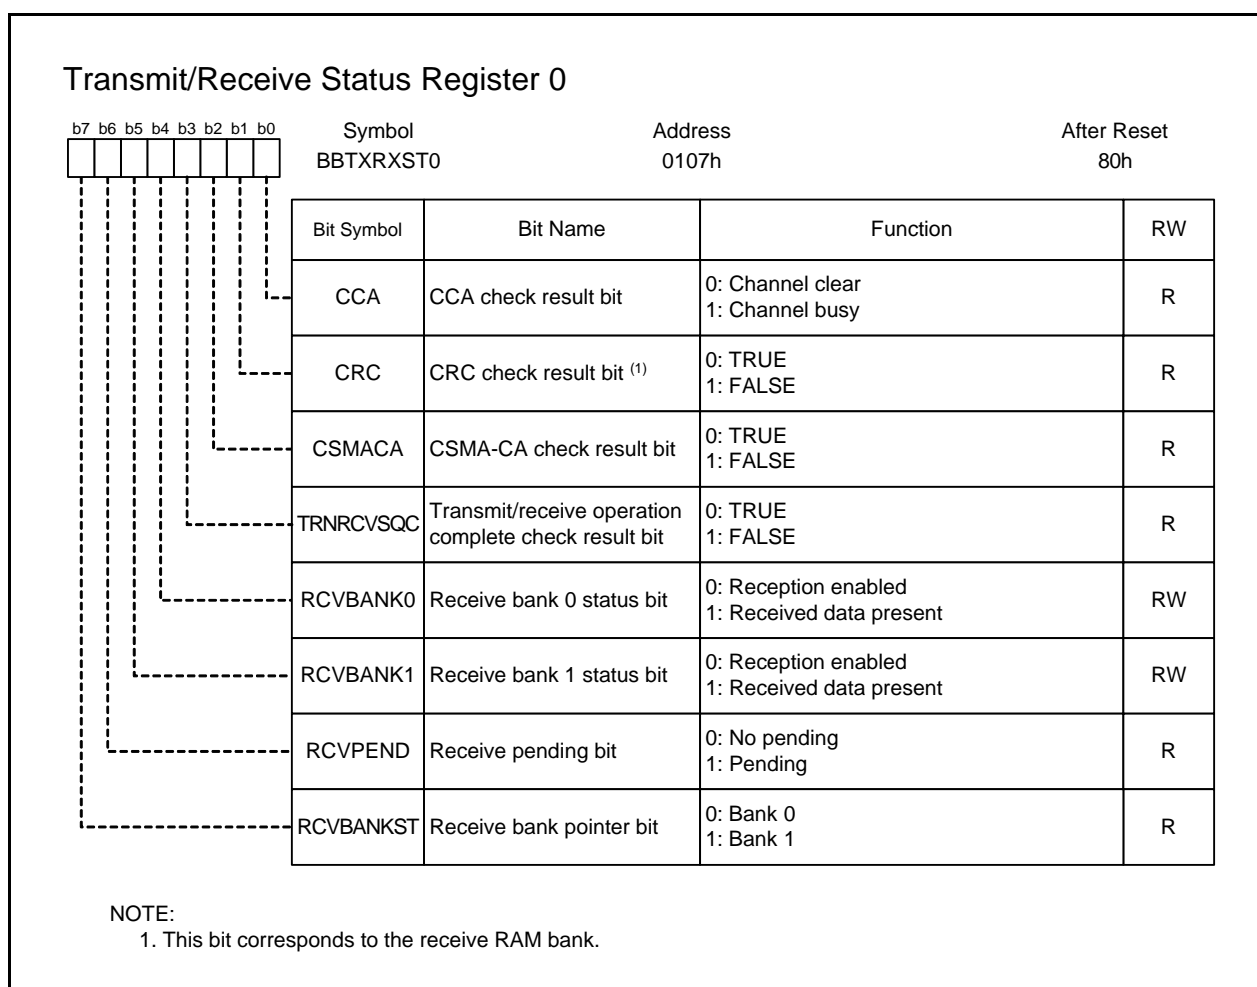 Transmit/Receive Status Register 0
b7 b6 b5 b4 b3 b2 b1 b0
Symbol Address After Reset
BBTXRXST0 0107h 80h
Bit Symbol Bit Name Function RW
CCA CCA check result bit 0: Channel clear R
1: Channel busy
CRC CRC check result bit (1) 0: TRUE R
1: FALSE
CSMACA CSMA-CA check result bit 0: TRUE R
1: FALSE
TRNRCVSQC Transmit/receive operation 0: TRUE R
complete check result bit 1: FALSE
RCVBANK0 Receive bank 0 status bit 0: Reception enabled RW
1: Received data present
RCVBANK1 Receive bank 1 status bit 0: Reception enabled RW
1: Received data present
RCVPEND Receive pending bit 0: No pending R
1: Pending
RCVBANKST Receive bank pointer bit 0: Bank 0 R
1: Bank 1
NOTE:
1. This bit corresponds to the receive RAM bank.